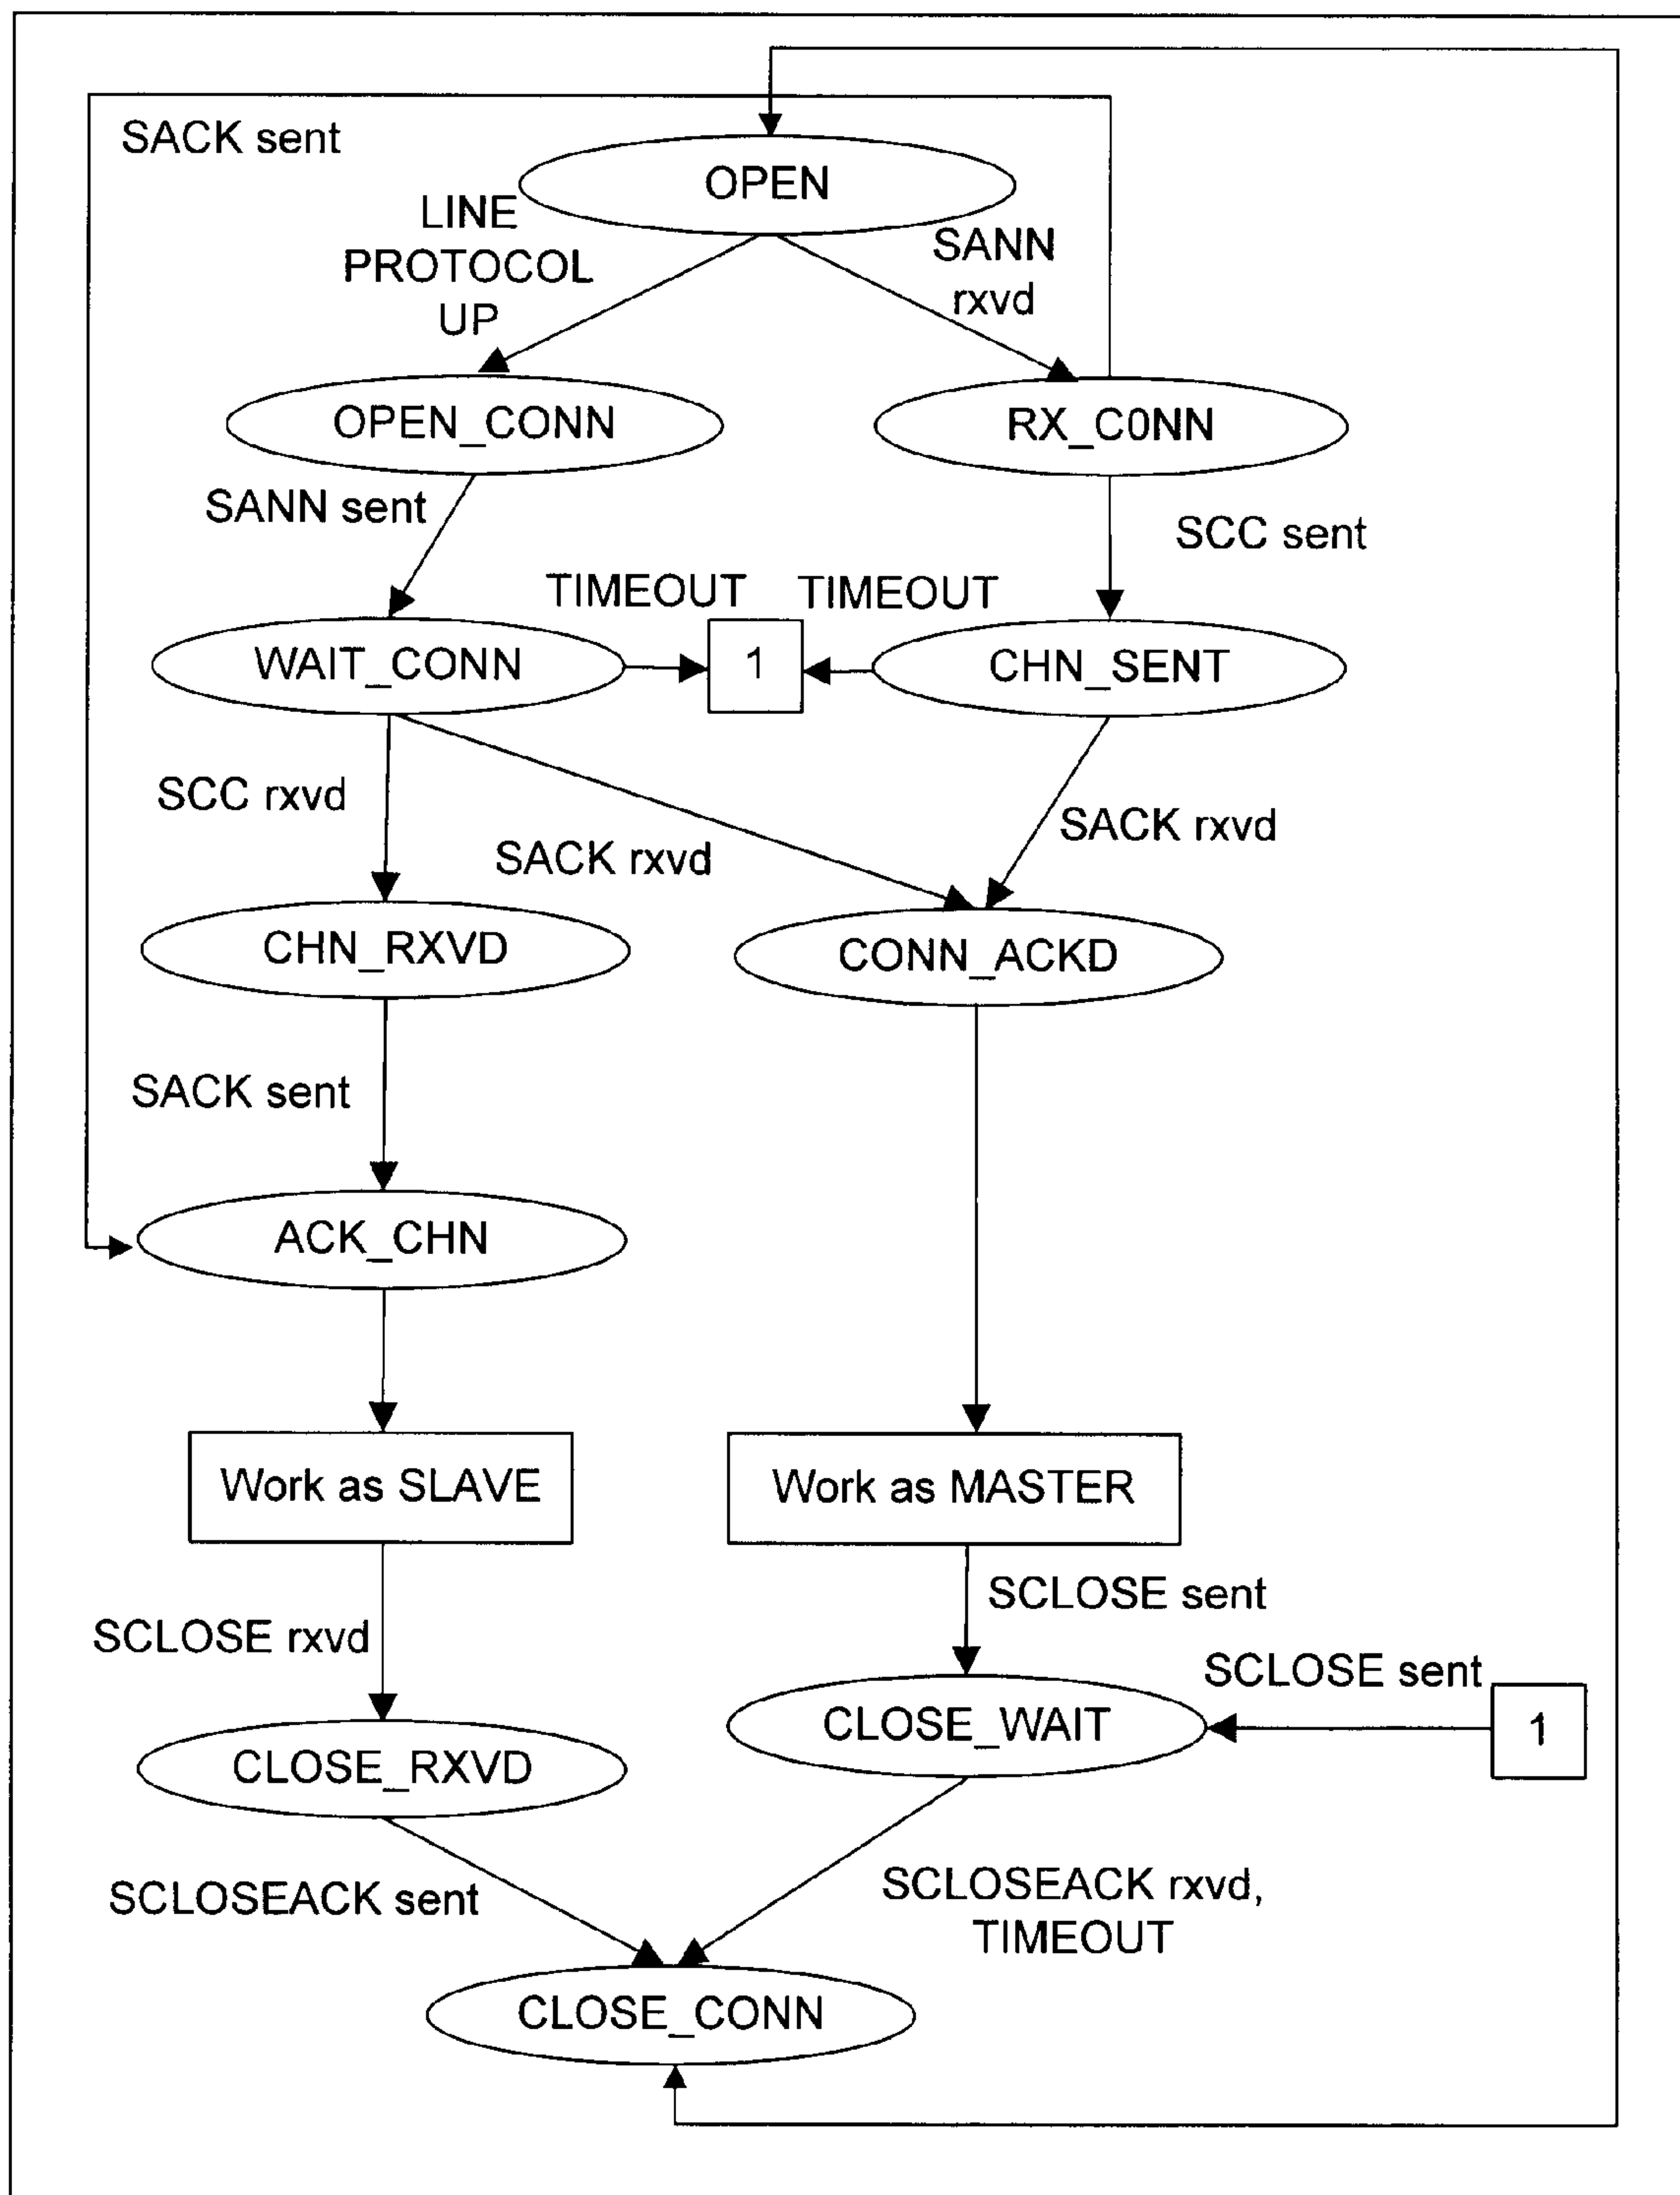 SACK sent
OPEN
LINE
PROTOCOL
UP
SANN
rxvd
OPEN_CONN
RX_C0NN
SANN sent
SCC sent
TIMEOUT
TIMEOUT
WAIT_CONN
1
CHN_SENT
SCC rxvd
SACK rxvd
SACK rxvd
CHN_RXVD
CONN_ACKD
SACK sent
ACK_CHN
Work as SLAVE
Work as MASTER
SCLOSE sent
SCLOSE rxvd
SCLOSE sent
CLOSE_WAIT
1
CLOSE_RXVD
SCLOSEACK sent
SCLOSEACK rxvd,
TIMEOUT
CLOSE_CONN